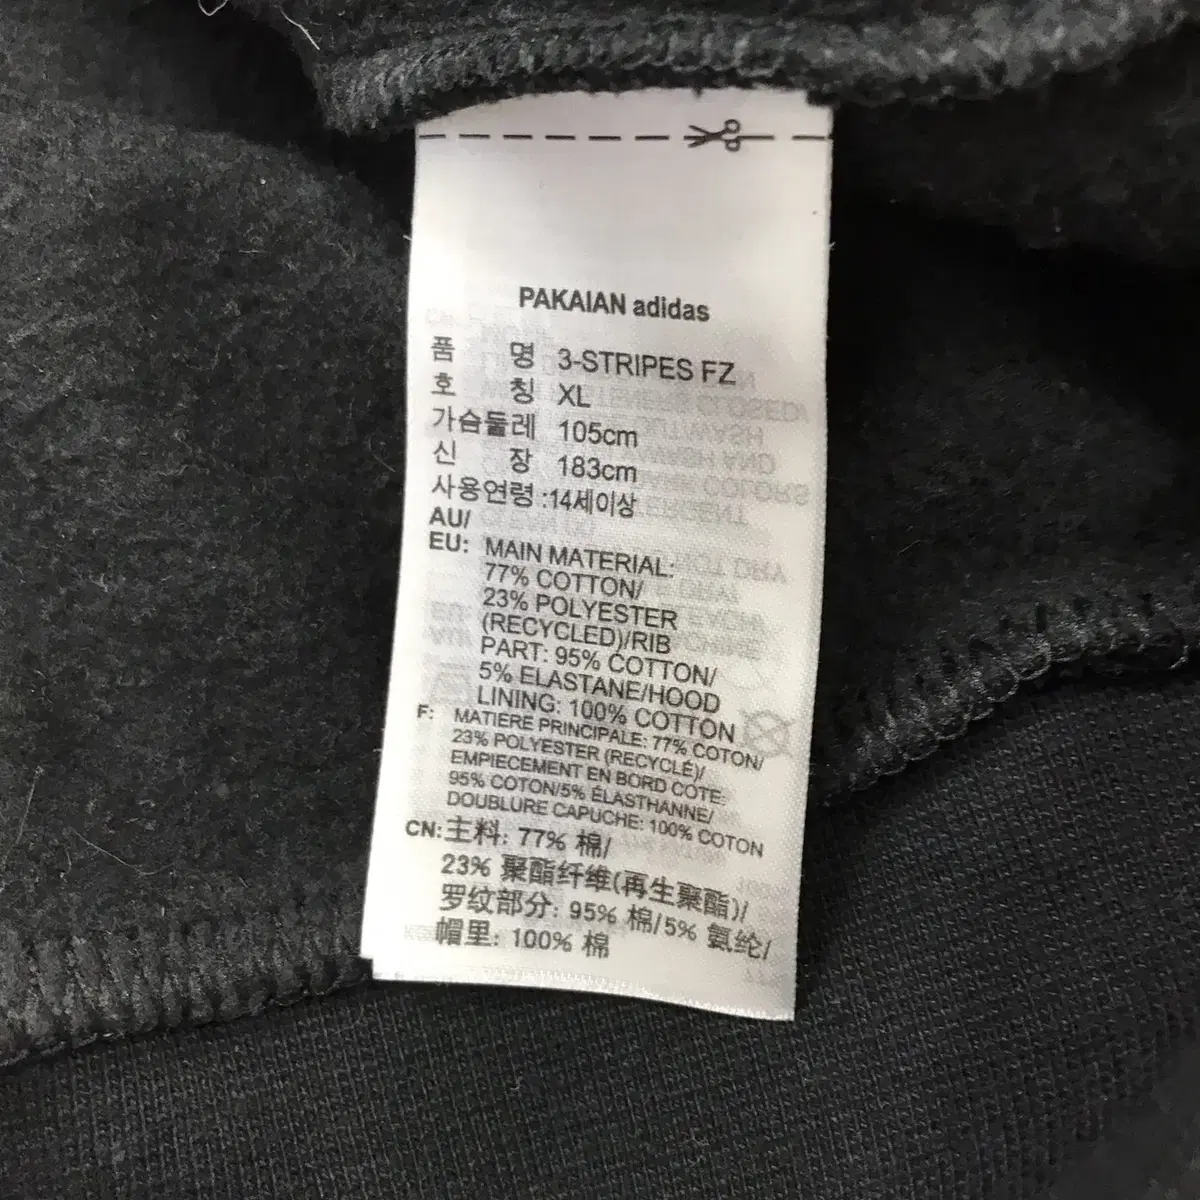 PAKAIAN adidas
품 명 3-STRIPES FZ
호 칭 XL
가슴둘레 105cm
신 장 183cm
사용연령 :14세이상
AU/
EU: MAIN MATERIAL:
77% COTTON/
23% POLYESTER
(RECYCLED)/RIB
PART: 95% COTTON/
5% ELASTANE/HOOD
LINING: 100% COTTON
F: MATIERE PRINCIPALE: 77% COTON/
23% POLYESTER (RECYCLÉ)/
EMPIECEMENT EN BORD COTE:
95% COTON/5% ÉLASTHANNE/
DOUBLURE CAPUCHE: 100% COTON
CN: 主料: 77% 棉/
23% 聚酯纤维(再生聚酯)/
罗纹部分: 95% 棉/5% 氨纶/
帽里: 100% 棉